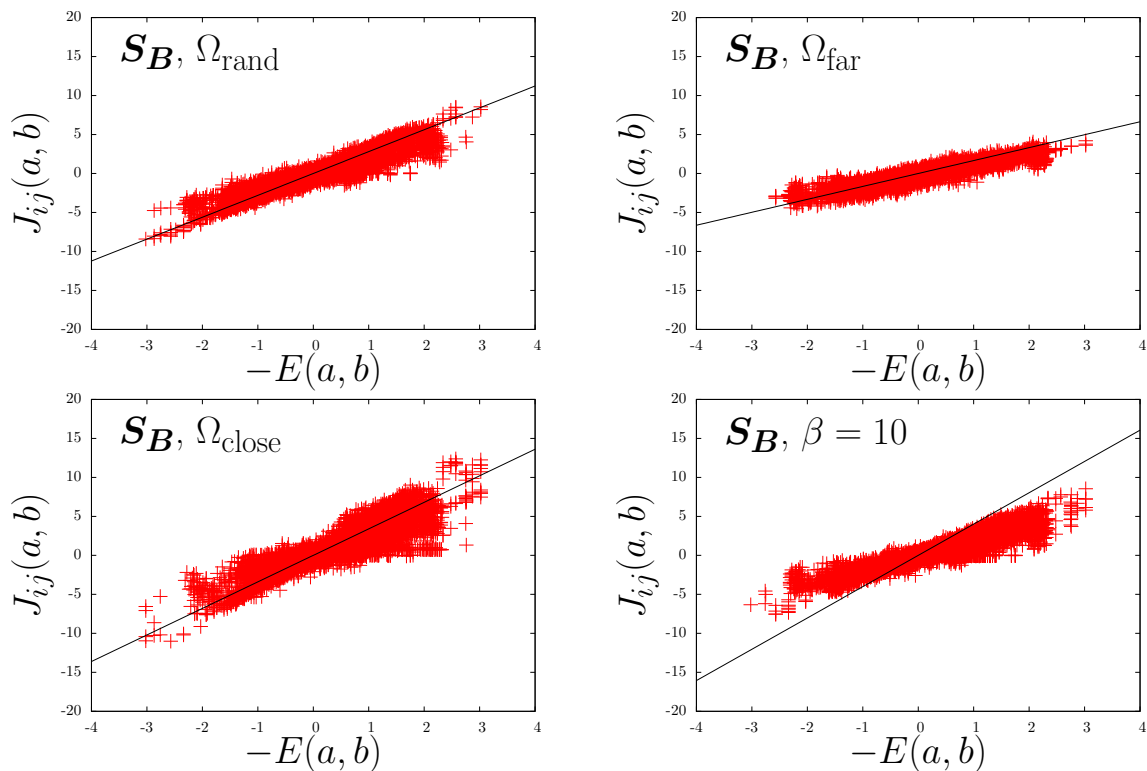 S_B, Ω_rand
J_ij(a, b)
20
15
10
5
0
-5
-10
-15
-20
-4 -3 -2 -1 0 1 2 3 4
−E(a, b)
S_B, Ω_far
J_ij(a, b)
20
15
10
5
0
-5
-10
-15
-20
-4 -3 -2 -1 0 1 2 3 4
−E(a, b)
S_B, Ω_close
J_ij(a, b)
20
15
10
5
0
-5
-10
-15
-20
-4 -3 -2 -1 0 1 2 3 4
−E(a, b)
S_B, β = 10
J_ij(a, b)
20
15
10
5
0
-5
-10
-15
-20
-4 -3 -2 -1 0 1 2 3 4
−E(a, b)